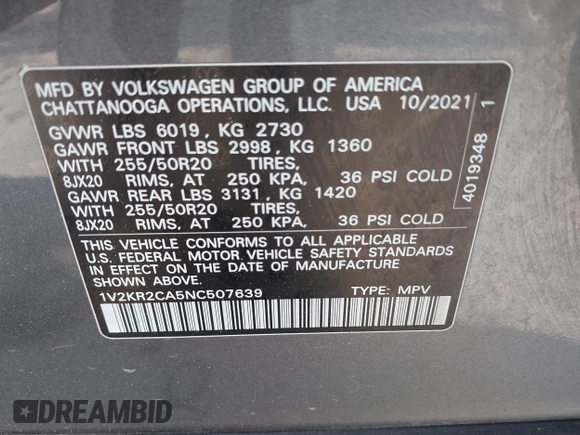 MFD BY VOLKSWAGEN GROUP OF AMERICA
CHATTANOOGA OPERATIONS, LLC. USA 10/2021
GVWR LBS 6019, KG 2730
GAWR FRONT LBS 2998, KG 1360
WITH 255/50R20 TIRES,
8JX20 RIMS, AT 250 KPA, 36 PSI COLD
GAWR REAR LBS 3131, KG 1420
WITH 255/50R20 TIRES,
8JX20 RIMS, AT 250 KPA, 36 PSI COLD
THIS VEHICLE CONFORMS TO ALL APPLICABLE
U.S. FEDERAL MOTOR VEHICLE SAFETY STANDARDS
IN EFFECT ON THE DATE OF MANUFACTURE
SHOWN ABOVE.
1V2KR2CA5NC507639 TYPE: MPV
4019348 1
DREAMBID